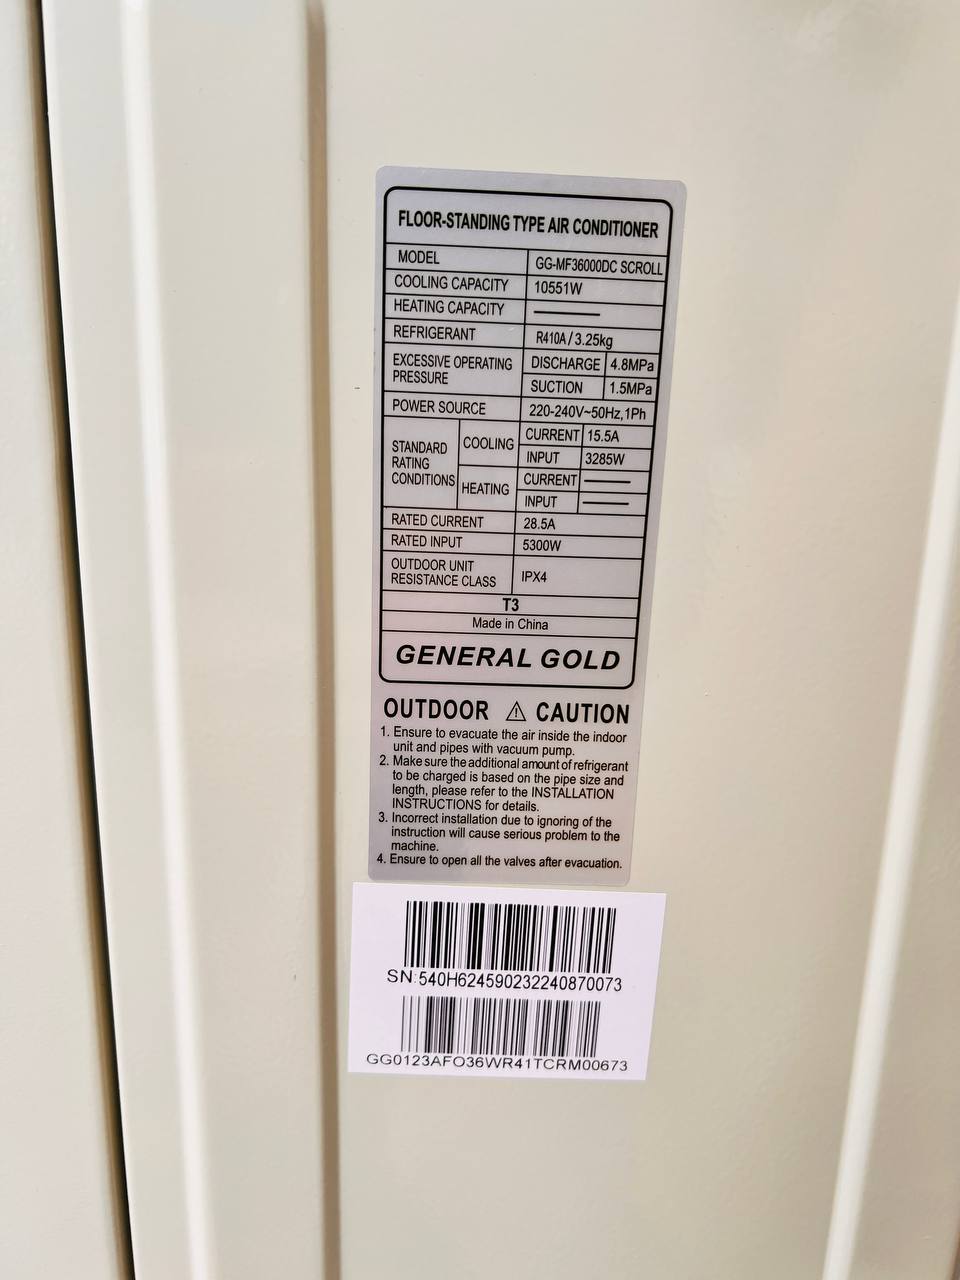 FLOOR-STANDING TYPE AIR CONDITIONER
MODEL GG-MF36000DC SCROLL
COOLING CAPACITY 10551W
HEATING CAPACITY ———
REFRIGERANT R410A / 3.25kg
EXCESSIVE OPERATING PRESSURE DISCHARGE 4.8MPa
SUCTION 1.5MPa
POWER SOURCE 220-240V~50Hz,1Ph
STANDARD RATING CONDITIONS COOLING CURRENT 15.5A
INPUT 3285W
HEATING CURRENT ———
INPUT ———
RATED CURRENT 28.5A
RATED INPUT 5300W
OUTDOOR UNIT
RESISTANCE CLASS IPX4
T3
Made in China
GENERAL GOLD
OUTDOOR ⚠ CAUTION
1. Ensure to evacuate the air inside the indoor
unit and pipes with vacuum pump.
2. Make sure the additional amount of refrigerant
to be charged is based on the pipe size and
length, please refer to the INSTALLATION
INSTRUCTIONS for details.
3. Incorrect installation due to ignoring of the
instruction will cause serious problem to the
machine.
4. Ensure to open all the valves after evacuation.
SN:540H624590232240870073
GG0123AFO36WR41TCRM00673